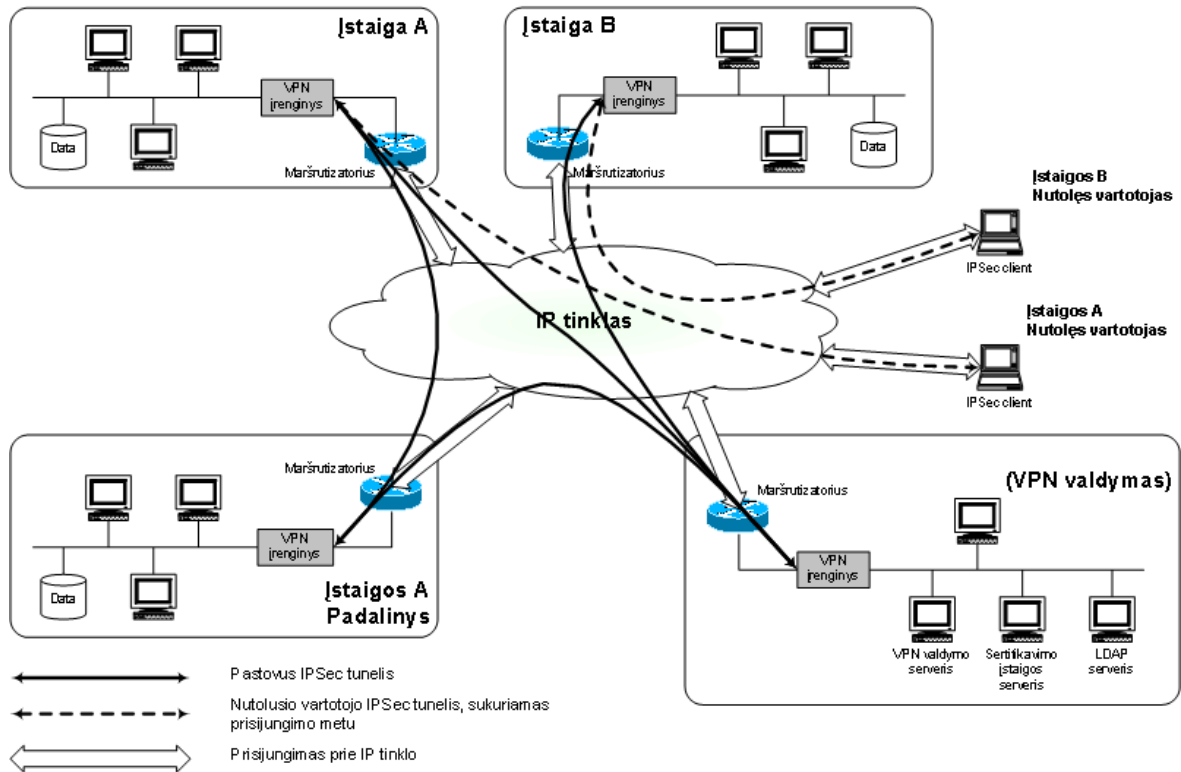 Įstaiga A
VPN
įrenginys
Data
Maršrutizatorius
Įstaiga B
VPN
įrenginys
Data
Maršrutizatorius
Įstaigos B
Nutolęs vartotojas
IPSec client
IP tinklas
Įstaigos A
Nutolęs vartotojas
IPSec client
Maršrutizatorius
VPN
įrenginys
Data
Įstaigos A
Padalinys
(VPN valdymas)
Maršrutizatorius
VPN
įrenginys
VPN valdymo
serveris
Sertifikavimo
įstaigos
serveris
LDAP
serveris
Pastovus IPSec tunelis
Nutolusio vartotojo IPSec tunelis, sukuriamas
prisijungimo metu
Prisijungimas prie IP tinklo